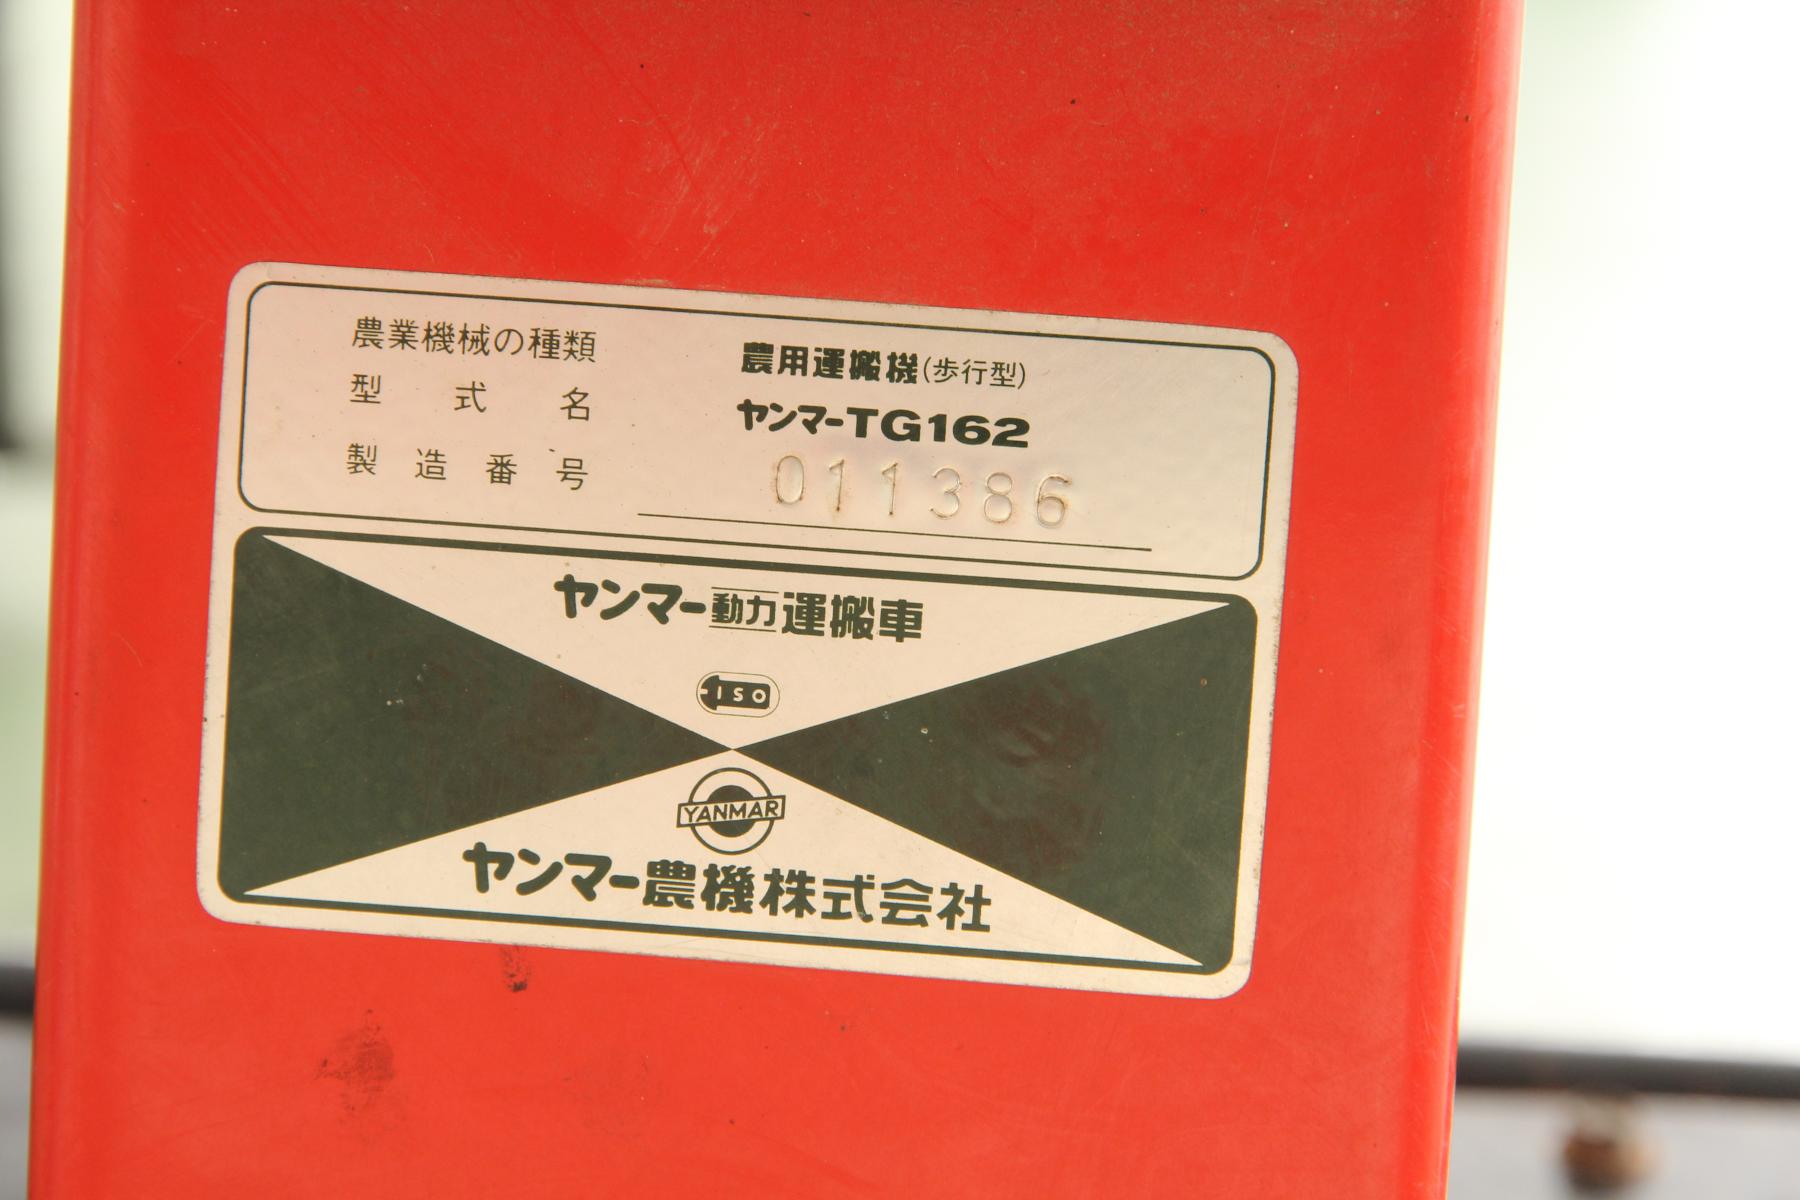 農業機械の種類 農用運搬機(歩行型)
型式名 ヤンマーTG162
製造番号 011386
ヤンマー動力運搬車
ISO
YANMAR
ヤンマー農機株式会社